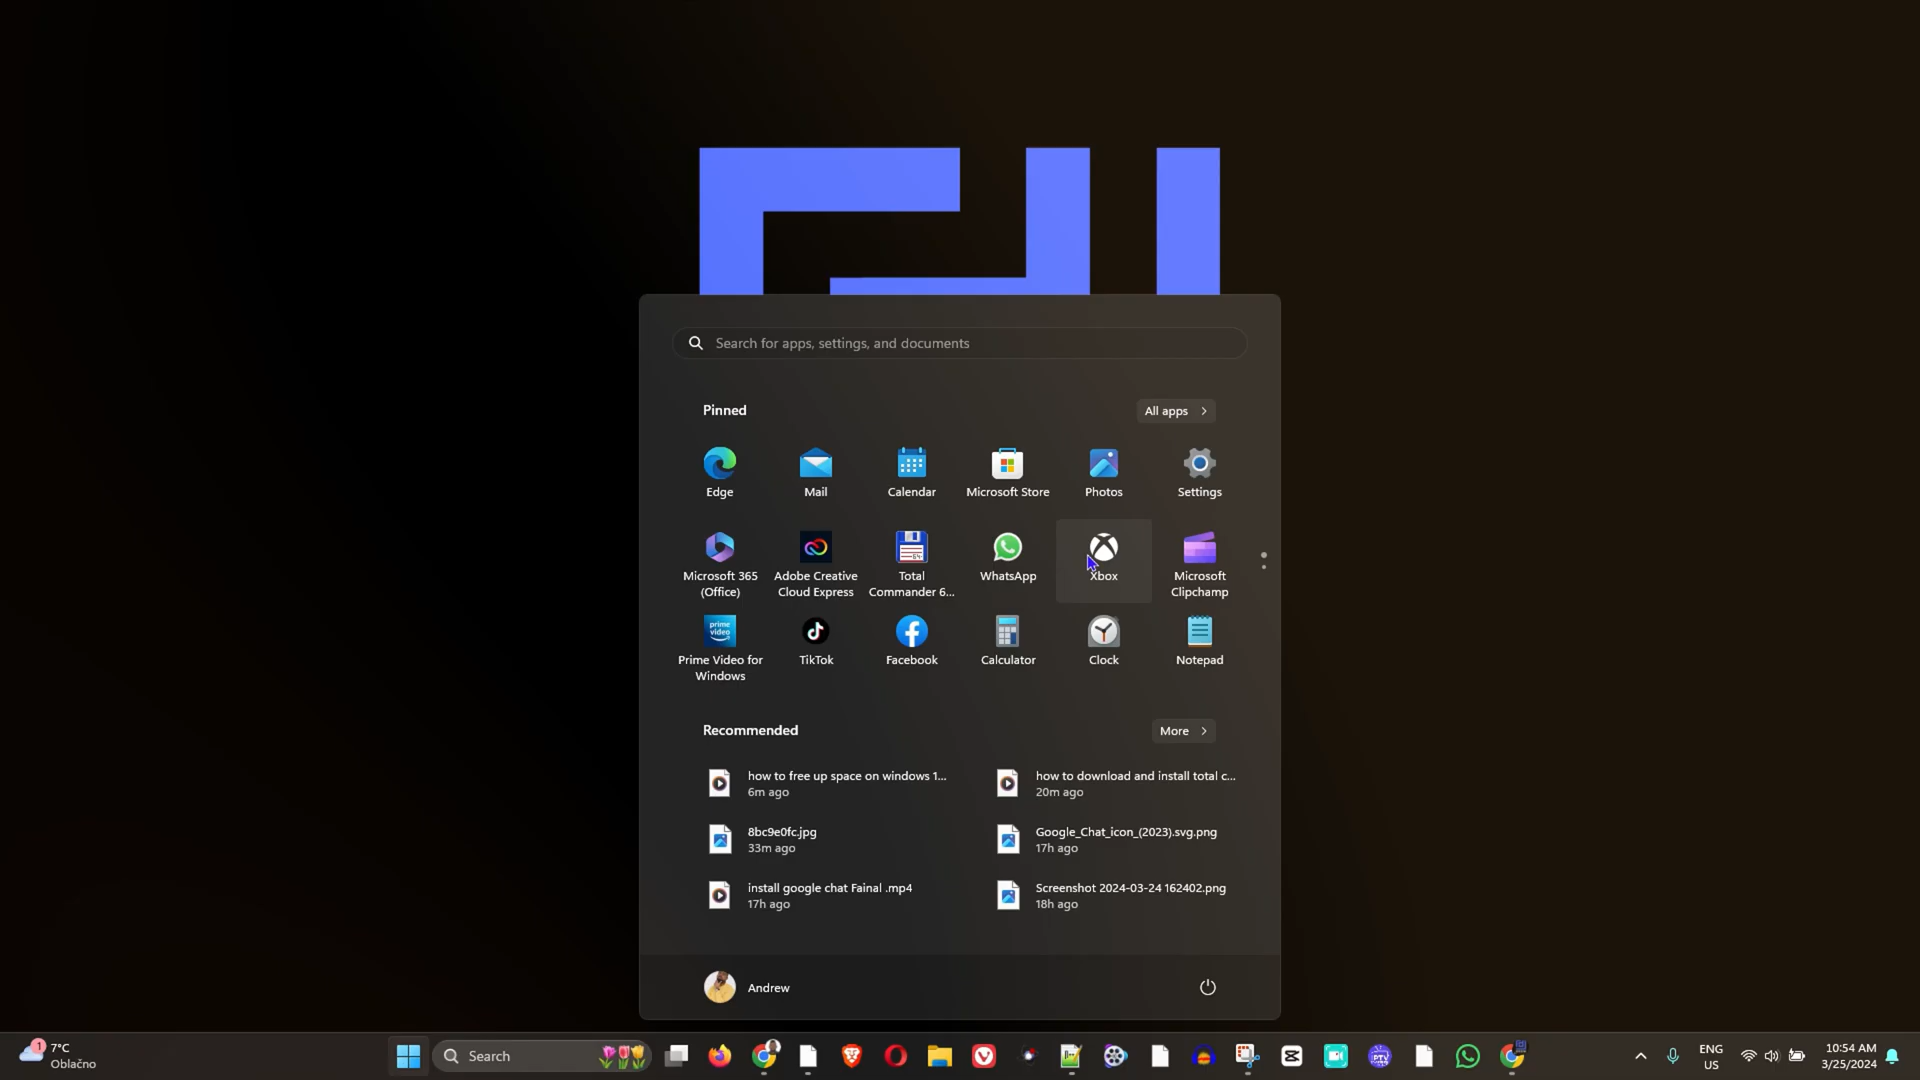 Search for apps, settings, and documents
Pinned
All apps
Edge
Mail
Calendar
Microsoft Store
Photos
Settings
Microsoft 365
(Office)
Adobe Creative
Cloud Express
Total
Commander 6...
WhatsApp
Xbox
Microsoft
Clipchamp
prime
video
Prime Video for
Windows
TikTok
Facebook
Calculator
Clock
Notepad
Recommended
More
how to free up space on windows 1...
6m ago
how to download and install total c...
20m ago
8bc9e0fc.jpg
33m ago
Google_Chat_icon_(2023).svg.png
17h ago
install google chat Fainal .mp4
17h ago
Screenshot 2024-03-24 162402.png
18h ago
Andrew
1
7°C
Oblačno
Search
ENG
US
10:54 AM
3/25/2024